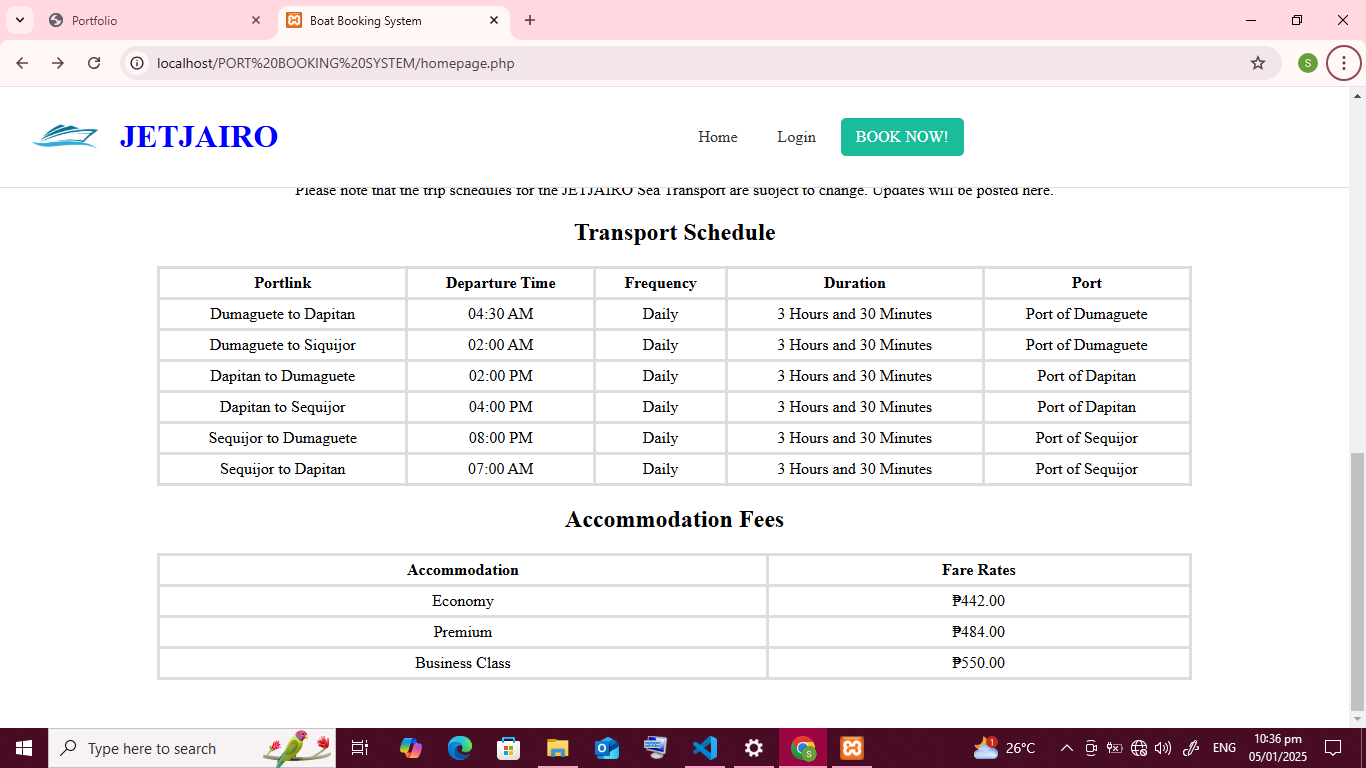 Portfolio
Boat Booking System
localhost/PORT%20BOOKING%20SYSTEM/homepage.php
S
JETJAIRO
Home Login BOOK NOW!
Please note that the trip schedules for the JETJAIRO Sea Transport are subject to change. Updates will be posted here.
Transport Schedule
Portlink Departure Time Frequency Duration Port
Dumaguete to Dapitan 04:30 AM Daily 3 Hours and 30 Minutes Port of Dumaguete
Dumaguete to Siquijor 02:00 AM Daily 3 Hours and 30 Minutes Port of Dumaguete
Dapitan to Dumaguete 02:00 PM Daily 3 Hours and 30 Minutes Port of Dapitan
Dapitan to Sequijor 04:00 PM Daily 3 Hours and 30 Minutes Port of Dapitan
Sequijor to Dumaguete 08:00 PM Daily 3 Hours and 30 Minutes Port of Sequijor
Sequijor to Dapitan 07:00 AM Daily 3 Hours and 30 Minutes Port of Sequijor
Accommodation Fees
Accommodation Fare Rates
Economy ₱442.00
Premium ₱484.00
Business Class ₱550.00
Type here to search
1
26°C
ENG
10:36 pm
05/01/2025